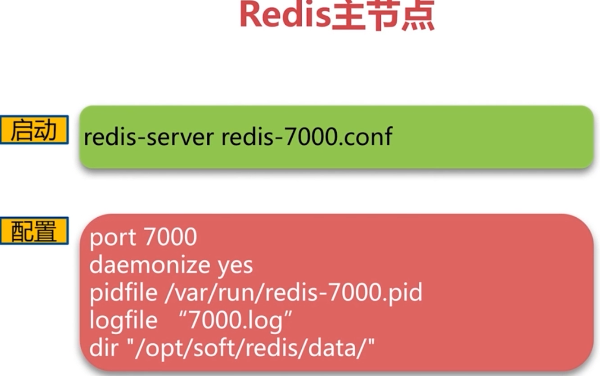 Redis主节点
启动
redis-server redis-7000.conf
配置
port 7000
daemonize yes
pidfile /var/run/redis-7000.pid
logfile “7000.log”
dir "/opt/soft/redis/data/"